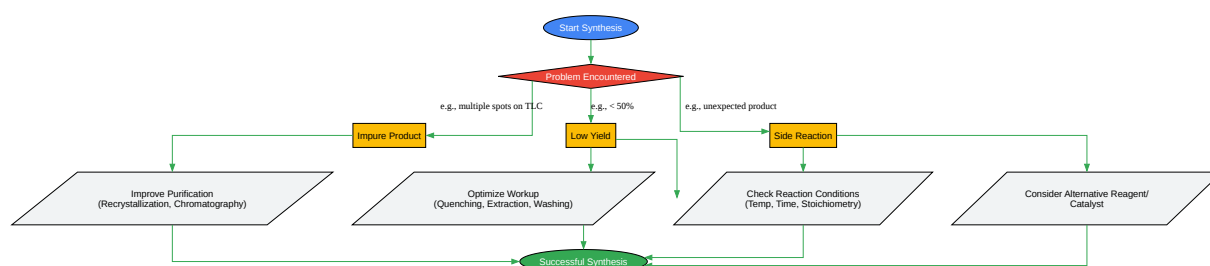 Start Synthesis
Problem Encountered
e.g., multiple spots on TLC
e.g., < 50%
e.g., unexpected product
Impure Product
Low Yield
Side Reaction
Improve Purification
(Recrystallization, Chromatography)
Optimize Workup
(Quenching, Extraction, Washing)
Check Reaction Conditions
(Temp, Time, Stoichiometry)
Consider Alternative Reagent/
Catalyst
Successful Synthesis